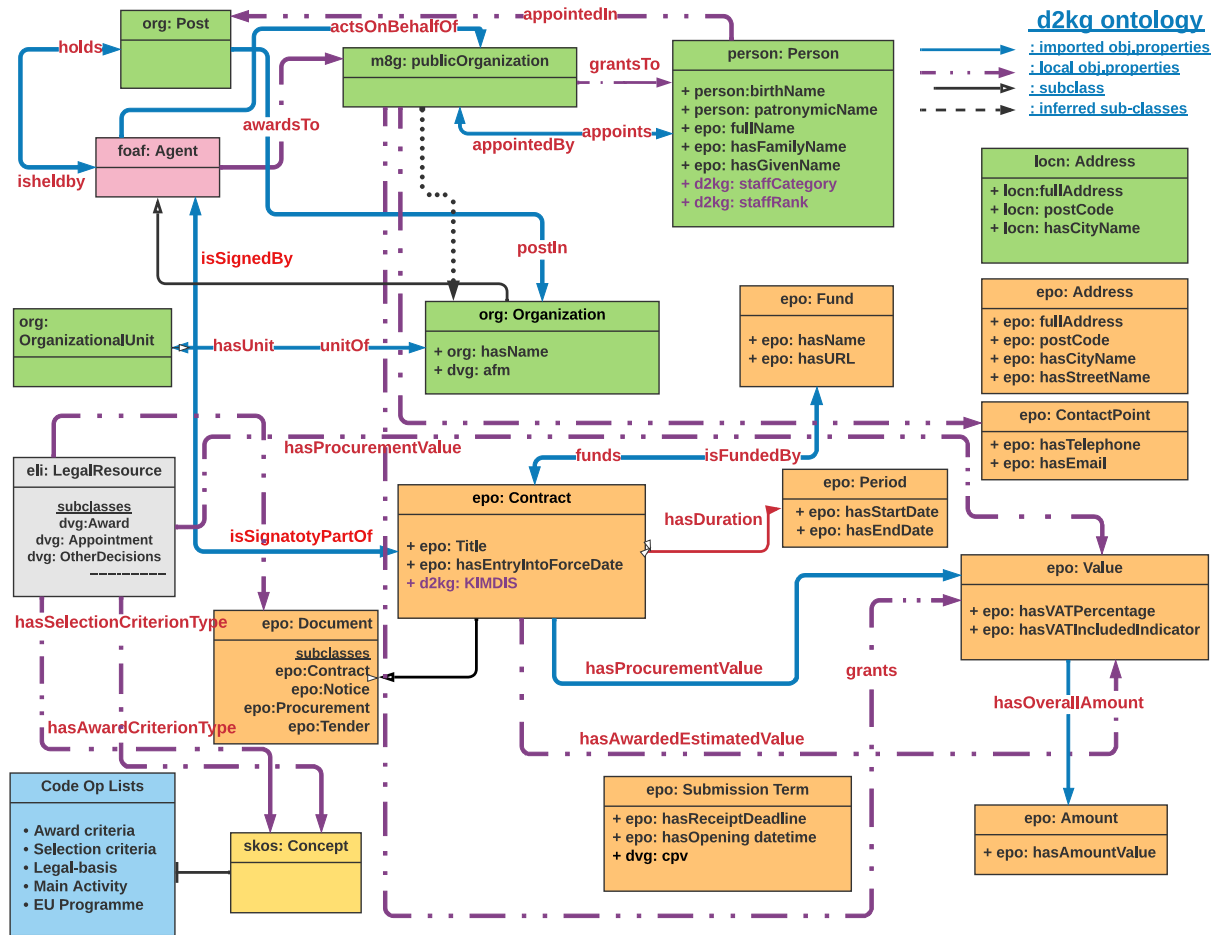 org: Post
holds
actsOnBehalfOf
appointedIn
d2kg ontology
: imported obj.properties
: local obj.properties
: subclass
: inferred sub-classes
m8g: publicOrganization
grantsTo
person: Person
+ person:birthName
+ person: patronymicName
+ epo: fullName
+ epo: hasFamilyName
+ epo: hasGivenName
+ d2kg: staffCategory
+ d2kg: staffRank
awardsTo
appoints
appointedBy
foaf: Agent
isheldby
locn: Address
+ locn:fullAddress
+ locn: postCode
+ locn: hasCityName
isSignedBy
postIn
org:
OrganizationalUnit
hasUnit
unitOf
org: Organization
+ org: hasName
+ dvg: afm
epo: Fund
+ epo: hasName
+ epo: hasURL
epo: Address
+ epo: fullAddress
+ epo: postCode
+ epo: hasCityName
+ epo: hasStreetName
epo: ContactPoint
+ epo: hasTelephone
+ epo: hasEmail
hasProcurementValue
funds
isFundedBy
eli: LegalResource
subclasses
dvg:Award
dvg: Appointment
dvg: OtherDecisions
isSignatotyPartOf
epo: Contract
+ epo: Title
+ epo: hasEntryIntoForceDate
+ d2kg: KIMDIS
hasDuration
epo: Period
+ epo: hasStartDate
+ epo: hasEndDate
epo: Value
+ epo: hasVATPercentage
+ epo: hasVATIncludedIndicator
hasSelectionCriterionType
epo: Document
subclasses
epo:Contract
epo:Notice
epo:Procurement
epo:Tender
hasProcurementValue
grants
hasOverallAmount
hasAwardCriterionType
hasAwardedEstimatedValue
Code Op Lists
• Award criteria
• Selection criteria
• Legal-basis
• Main Activity
• EU Programme
skos: Concept
epo: Submission Term
+ epo: hasReceiptDeadline
+ epo: hasOpening datetime
+ dvg: cpv
epo: Amount
+ epo: hasAmountValue